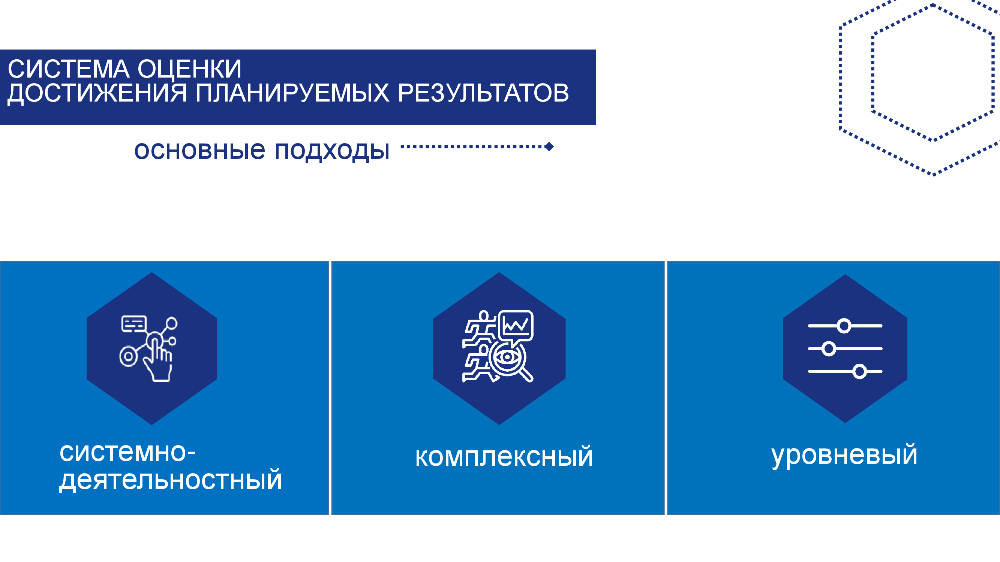 СИСТЕМА ОЦЕНКИ
ДОСТИЖЕНИЯ ПЛАНИРУЕМЫХ РЕЗУЛЬТАТОВ
основные подходы
системно-
деятельностный
комплексный
уровневый